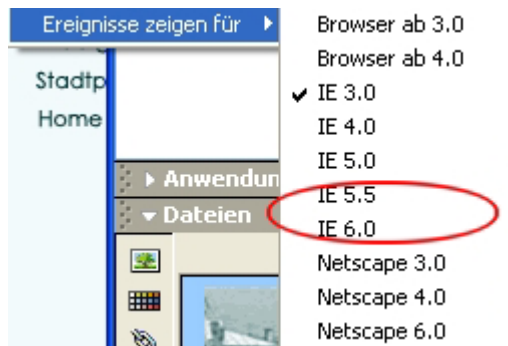 Ereignisse zeigen für
Browser ab 3.0
Browser ab 4.0
IE 3.0
IE 4.0
IE 5.0
IE 5.5
IE 6.0
Netscape 3.0
Netscape 4.0
Netscape 6.0
Stadtp
Home
Anwendun
Dateien